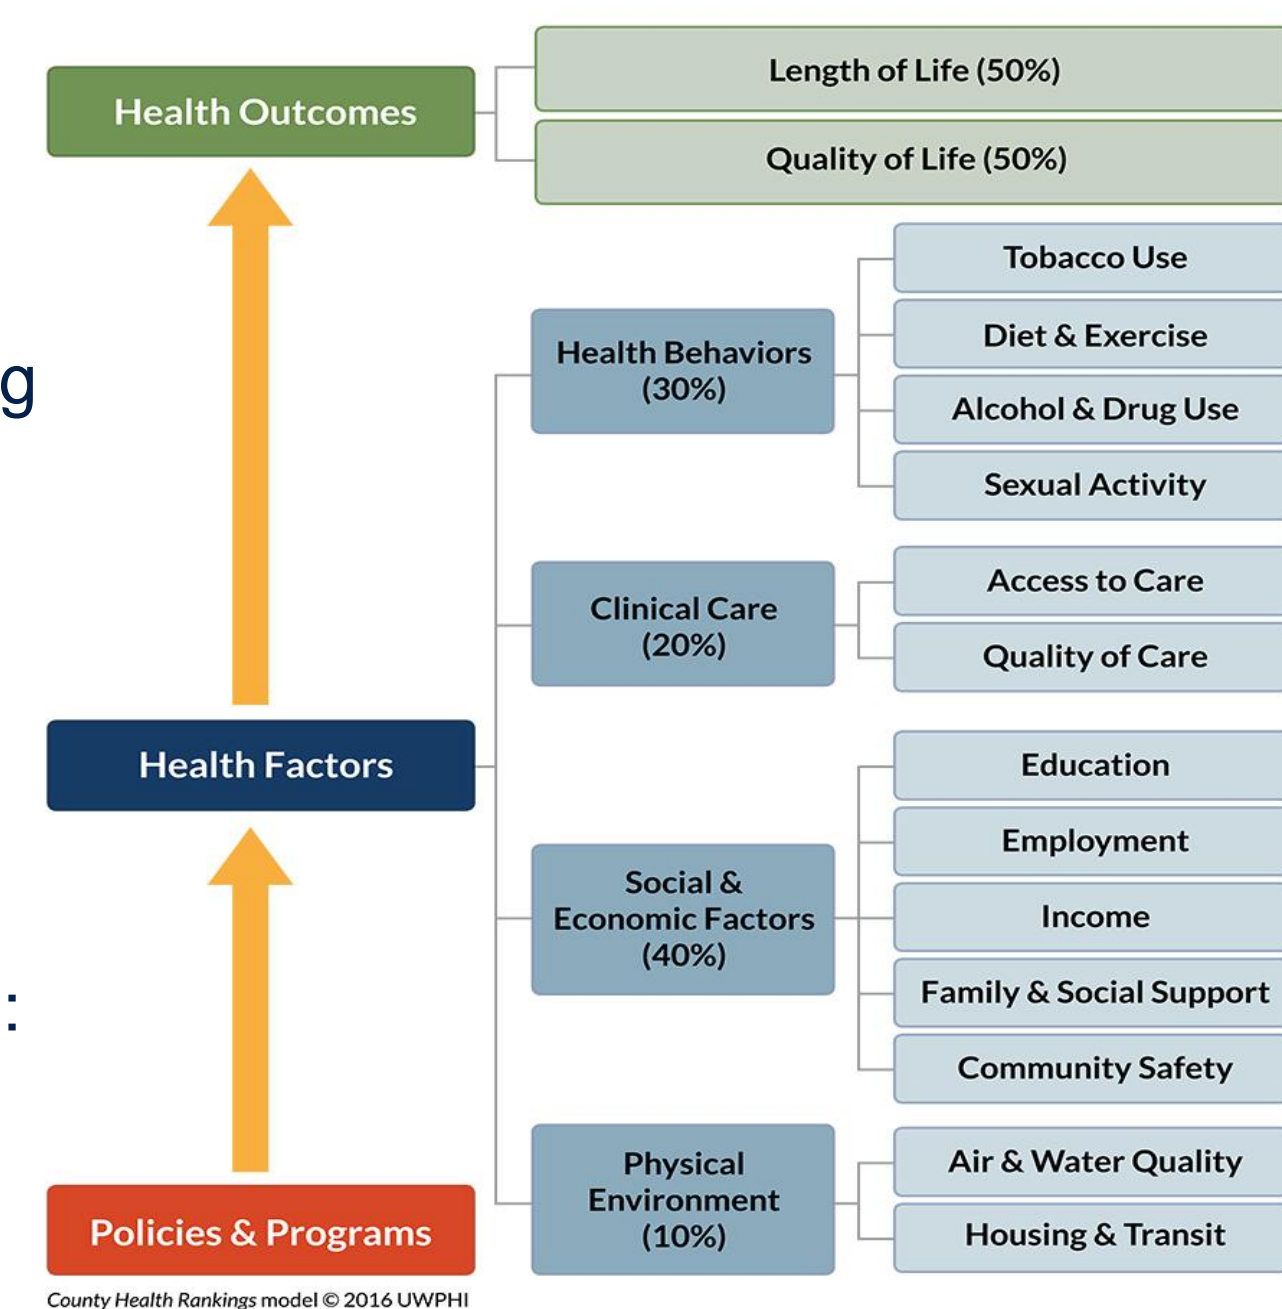 Health Outcomes
Length of Life (50%)
Quality of Life (50%)
g
Health Factors
Health Behaviors
(30%)
Tobacco Use
Diet & Exercise
Alcohol & Drug Use
Sexual Activity
Clinical Care
(20%)
Access to Care
Quality of Care
Social &
Economic Factors
(40%)
Education
Employment
Income
Family & Social Support
Community Safety
:
Physical
Environment
(10%)
Air & Water Quality
Housing & Transit
Policies & Programs
County Health Rankings model © 2016 UWPHI